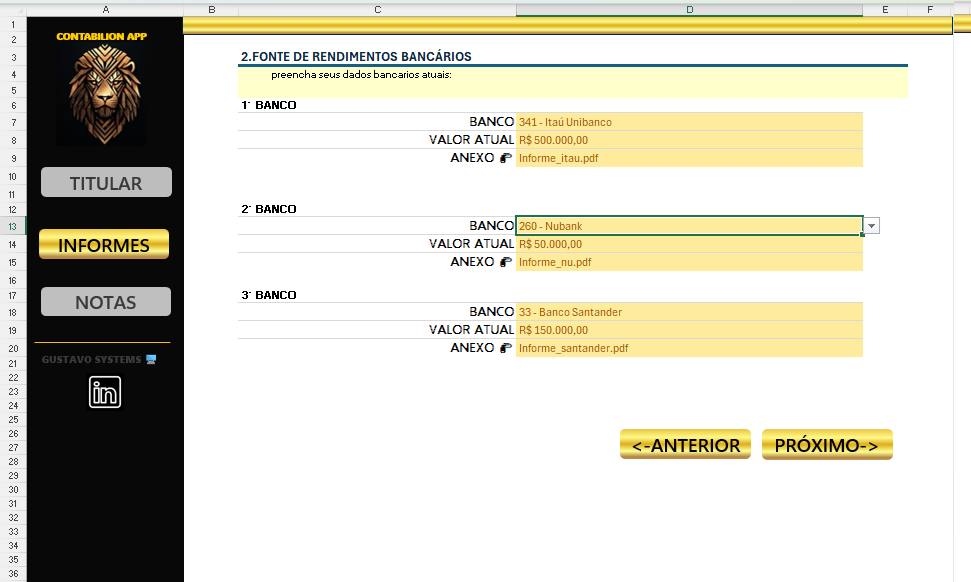 A B C D E F
1
CONTABILION APP
2
3 2.FONTE DE RENDIMENTOS BANCÁRIOS
4 preencha seus dados bancarios atuais:
5
6 1° BANCO
7 BANCO 341 - Itaú Unibanco
8 VALOR ATUAL R$ 500.000,00
9 ANEXO Informe_itau.pdf
10 TITULAR
11
12 2° BANCO
13 BANCO 260 - Nubank
14 INFORMES VALOR ATUAL R$ 50.000,00
15 ANEXO Informe_nu.pdf
16
17 3° BANCO
18 NOTAS BANCO 33 - Banco Santander
19 VALOR ATUAL R$ 150.000,00
20 ANEXO Informe_santander.pdf
21 GUSTAVO SYSTEMS
22
23 in
24
25
26
27 <-ANTERIOR PRÓXIMO->
28
29
30
31
32
33
34
35
36